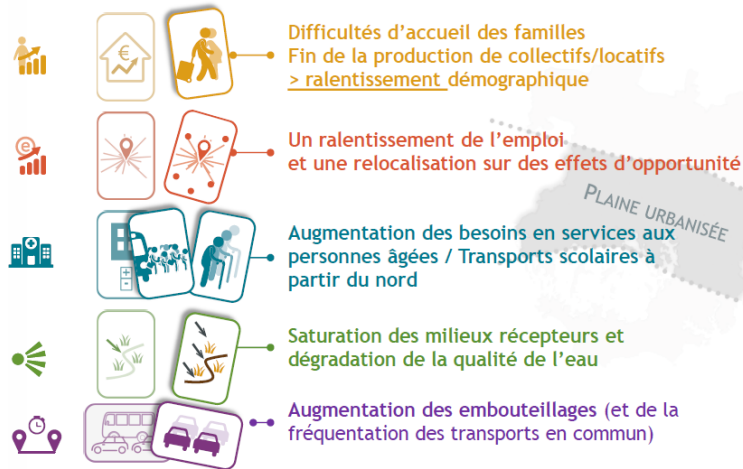 Difficultés d’accueil des familles
Fin de la production de collectifs/locatifs
> ralentissement démographique
€
Un ralentissement de l’emploi
et une relocalisation sur des effets d’opportunité
e
PLAINE URBANISÉE
Augmentation des besoins en services aux
personnes âgées / Transports scolaires à
partir du nord
Saturation des milieux récepteurs et
dégradation de la qualité de l’eau
Augmentation des embouteillages (et de la
fréquentation des transports en commun)